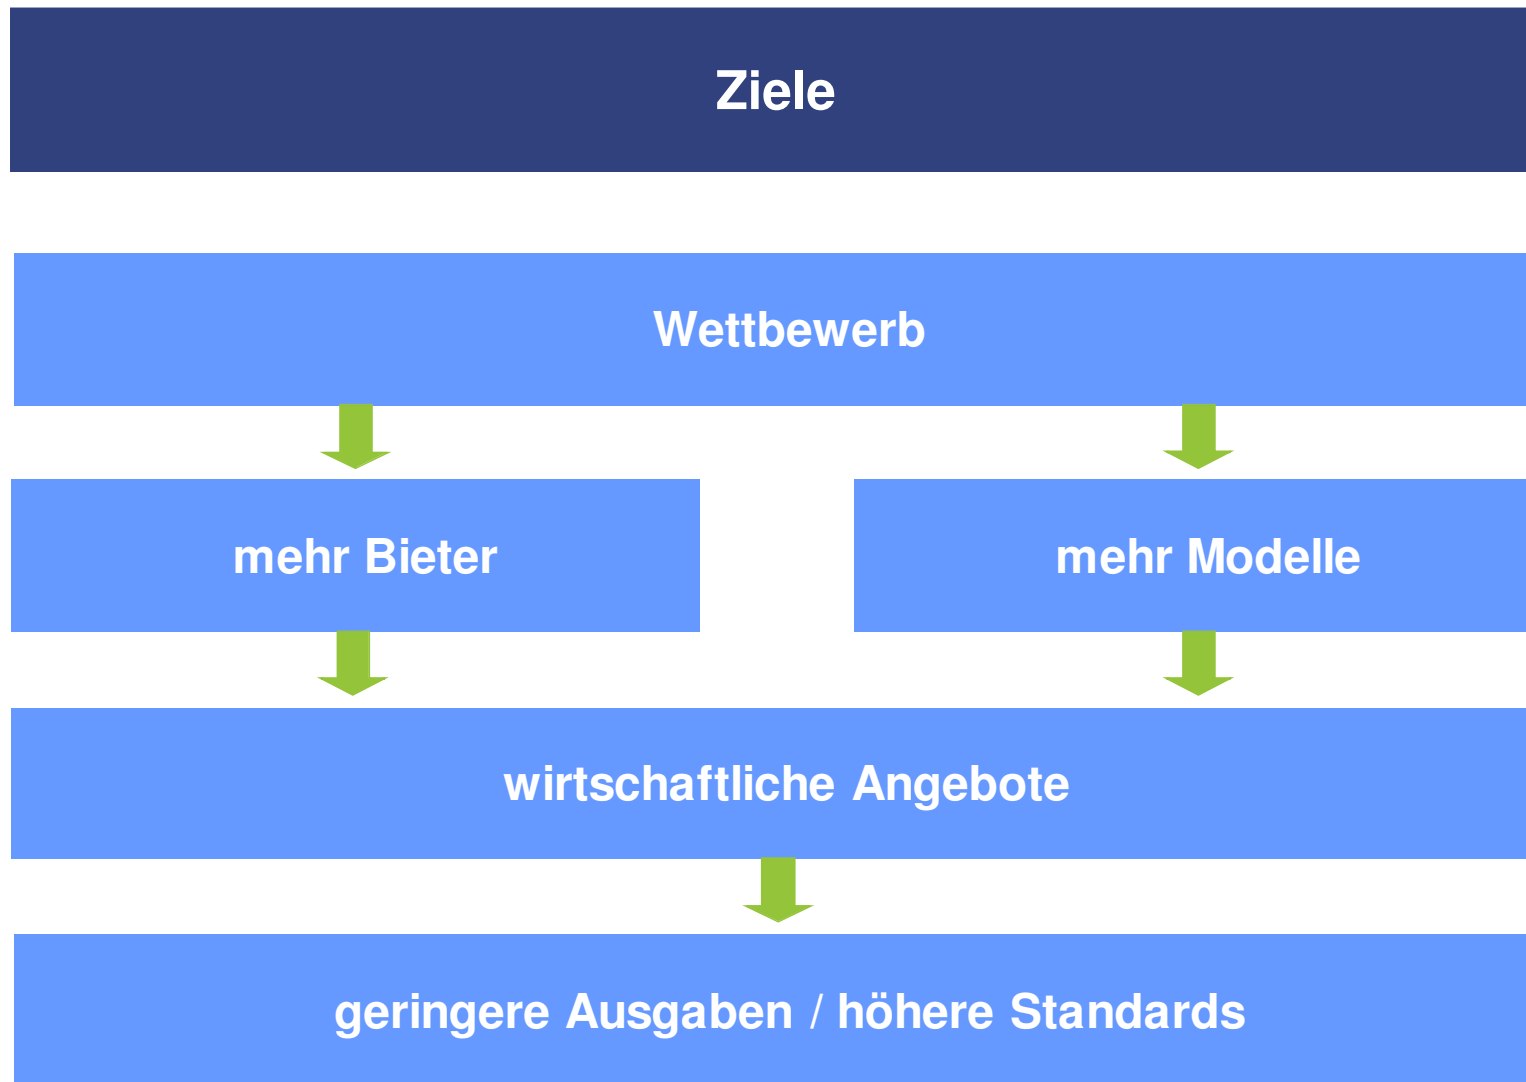 Ziele
Wettbewerb
mehr Bieter
mehr Modelle
wirtschaftliche Angebote
geringere Ausgaben / höhere Standards